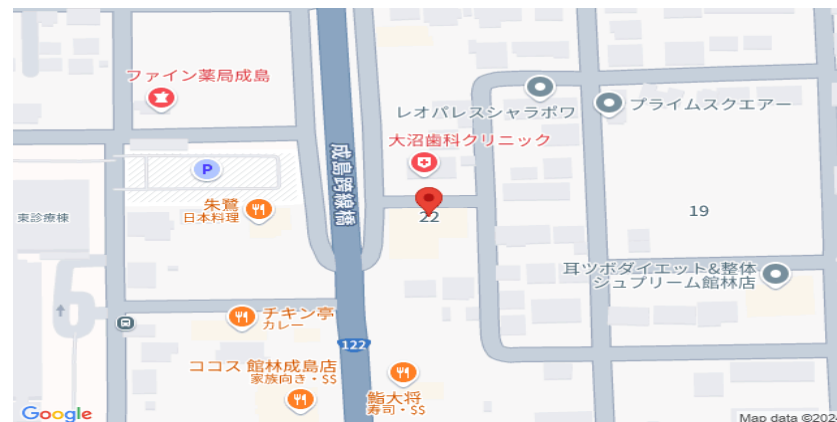 ファイン薬局成島
レオパレスシャラポワ
プライムスクエアー
大沼歯科クリニック
P
成島跨線橋
朱鷺
日本料理
東診療棟
22
19
耳ツボダイエット&整体
シュプリーム館林店
チキン亭
カレー
122
ココス 館林成島店
家族向き・SS
鮨大将
寿司・SS
Google
Map data ©2024